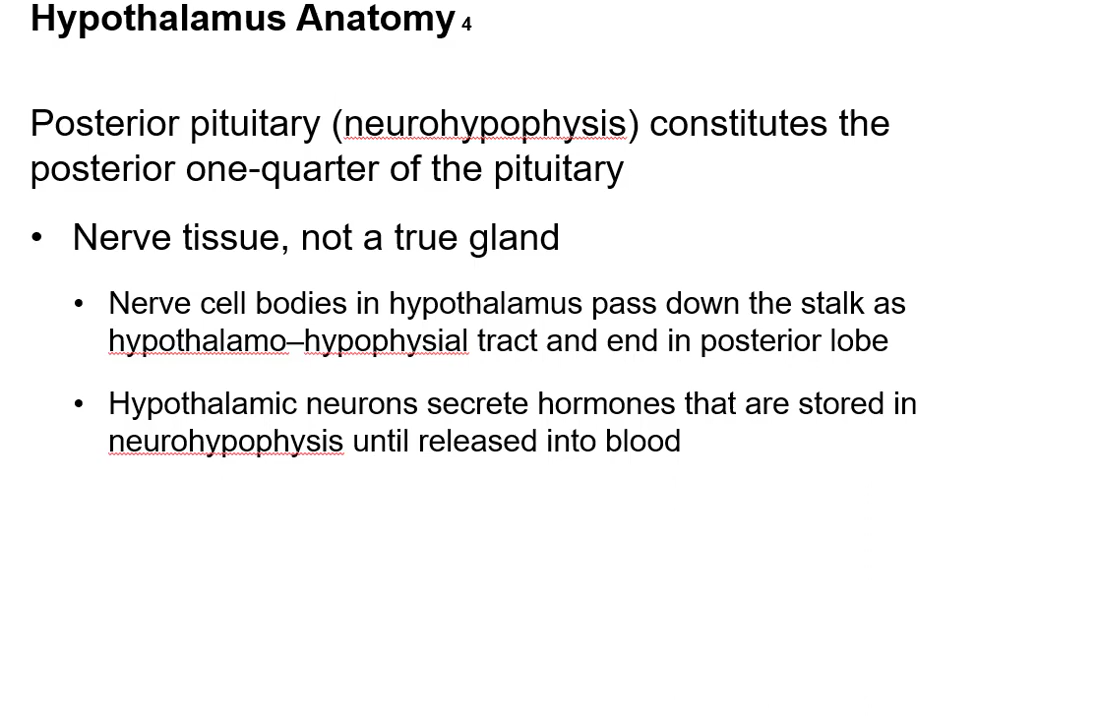 Hypothalamus Anatomy 4
Posterior pituitary (neurohypophysis) constitutes the
posterior one-quarter of the pituitary
• Nerve tissue, not a true gland
• Nerve cell bodies in hypothalamus pass down the stalk as
hypothalamo–hypophysial tract and end in posterior lobe
• Hypothalamic neurons secrete hormones that are stored in
neurohypophysis until released into blood